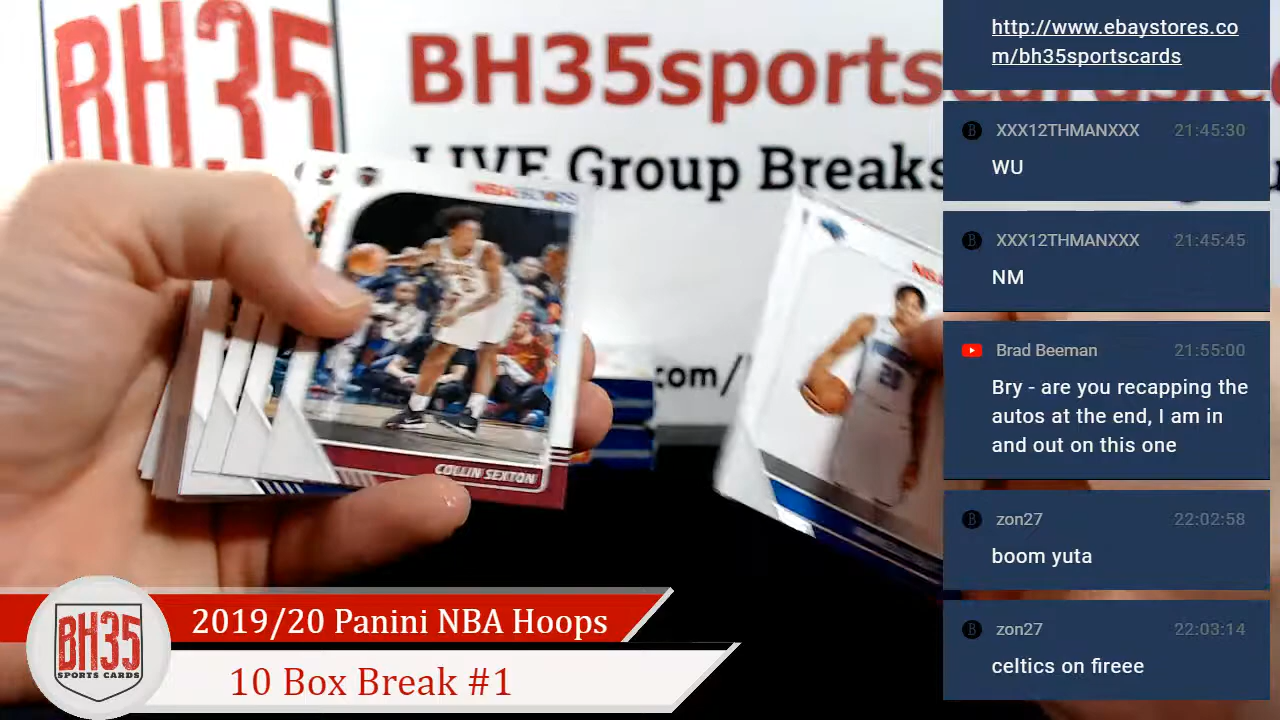 BH35
BH35sportscards.c
LIVE Group Breaks
.com/
COLLIN SEXTON
20
BH35
SPORTS CARDS
2019/20 Panini NBA Hoops
10 Box Break #1
http://www.ebaystores.co
m/bh35sportscards
XXX12THMANXXX 21:45:30
WU
XXX12THMANXXX 21:45:45
NM
Brad Beeman 21:55:00
Bry - are you recapping the
autos at the end, I am in
and out on this one
zon27 22:02:58
boom yuta
zon27 22:03:14
celtics on fireee